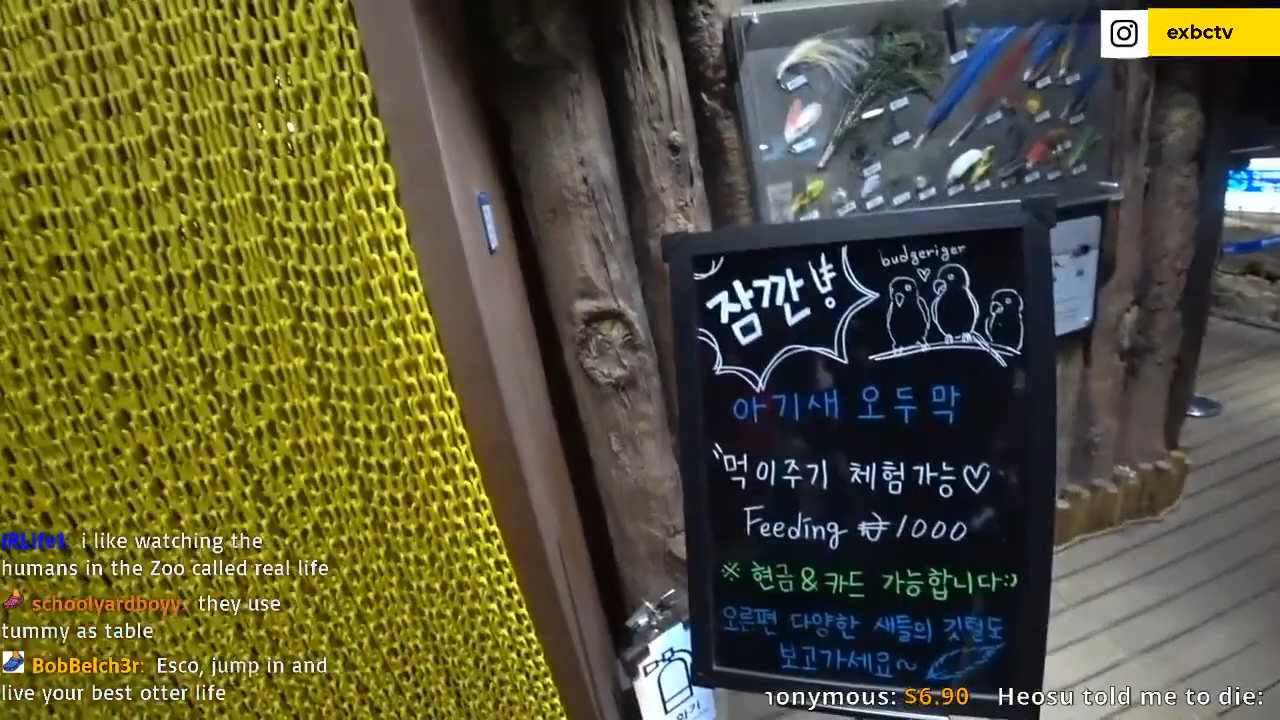 exbctv
budgeriger
잠깐!
아기새 오두막
먹이주기 체험가능♡
Feeding ₩1000
※ 현금&카드 가능합니다:)
오른편 다양한 새들의 깃털도
보고가세요~
IRLife1: i like watching the
humans in the Zoo called real life
schoolyardboyy: they use
tummy as table
BobBelch3r: Esco, jump in and
live your best otter life
nonymous: $6.90 Heosu told me to die: